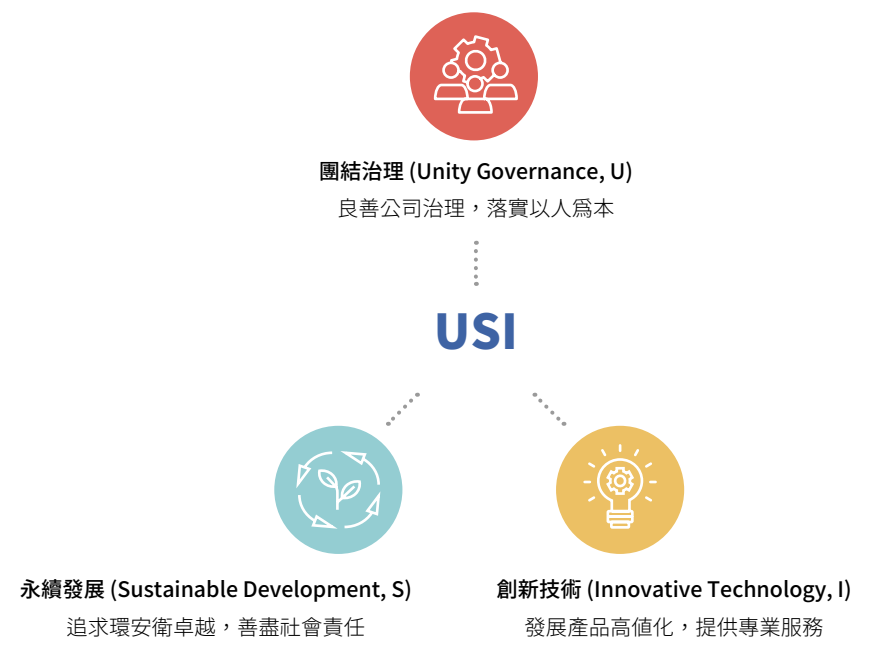 團結治理 (Unity Governance, U)
良善公司治理，落實以人為本
USI
永續發展 (Sustainable Development, S)
追求環安衛卓越，善盡社會責任
創新技術 (Innovative Technology, I)
發展產品高值化，提供專業服務